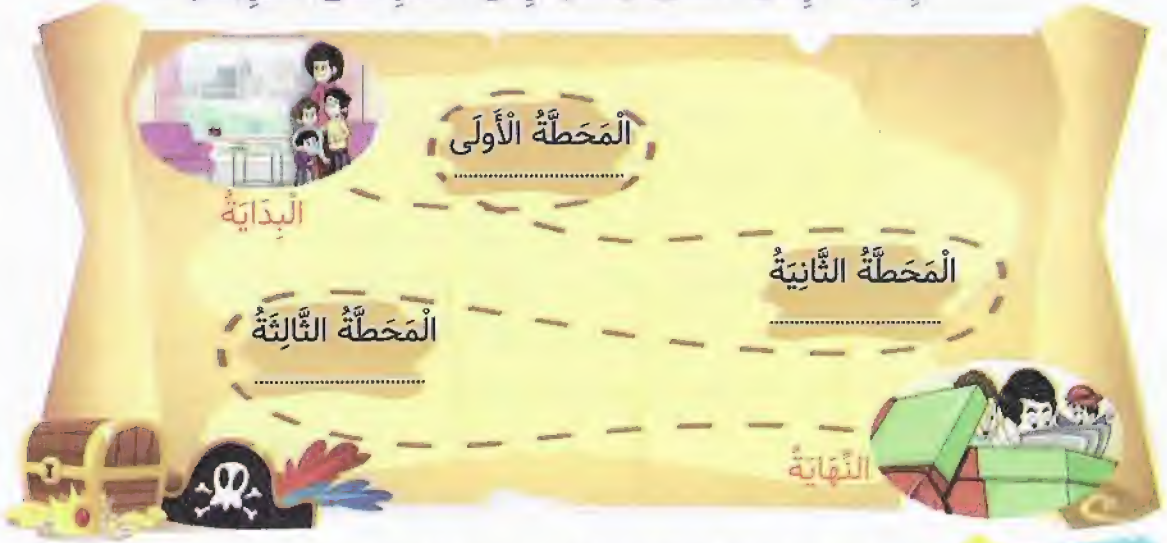 الْمَحَطَّةُ الْأَولَى
الْبِدَايَةُ
الْمَحَطَّةُ الثَّانِيَةُ
الْمَحَطَّةُ الثَّالِثَةُ
النِّهَايَةُ